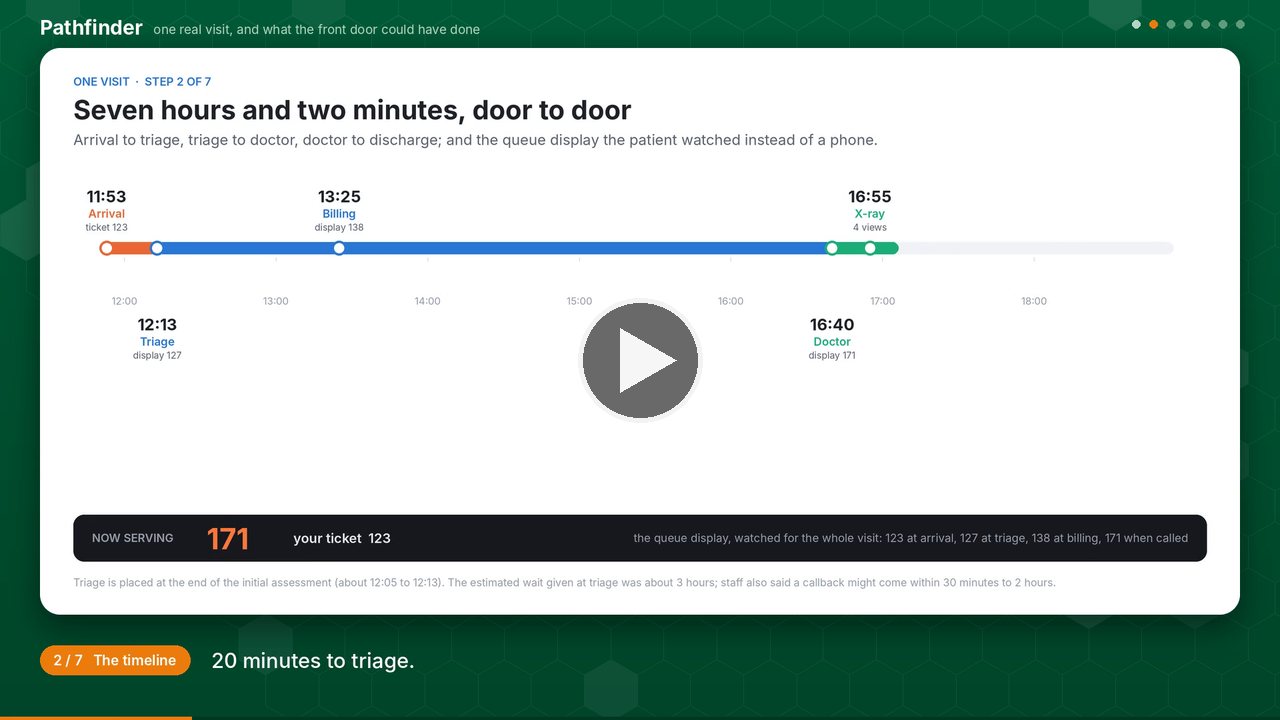 Pathfinder one real visit, and what the front door could have done
ONE VISIT · STEP 2 OF 7
Seven hours and two minutes, door to door
Arrival to triage, triage to doctor, doctor to discharge; and the queue display the patient watched instead of a phone.
11:53 13:25 16:55
Arrival Billing X-ray
ticket 123 display 138 4 views
12:00 13:00 14:00 15:00 16:00 17:00 18:00
12:13 16:40
Triage Doctor
display 127 display 171
NOW SERVING 171 your ticket 123 the queue display, watched for the whole visit: 123 at arrival, 127 at triage, 138 at billing, 171 when called
Triage is placed at the end of the initial assessment (about 12:05 to 12:13). The estimated wait given at triage was about 3 hours; staff also said a callback might come within 30 minutes to 2 hours.
2 / 7 The timeline 20 minutes to triage.